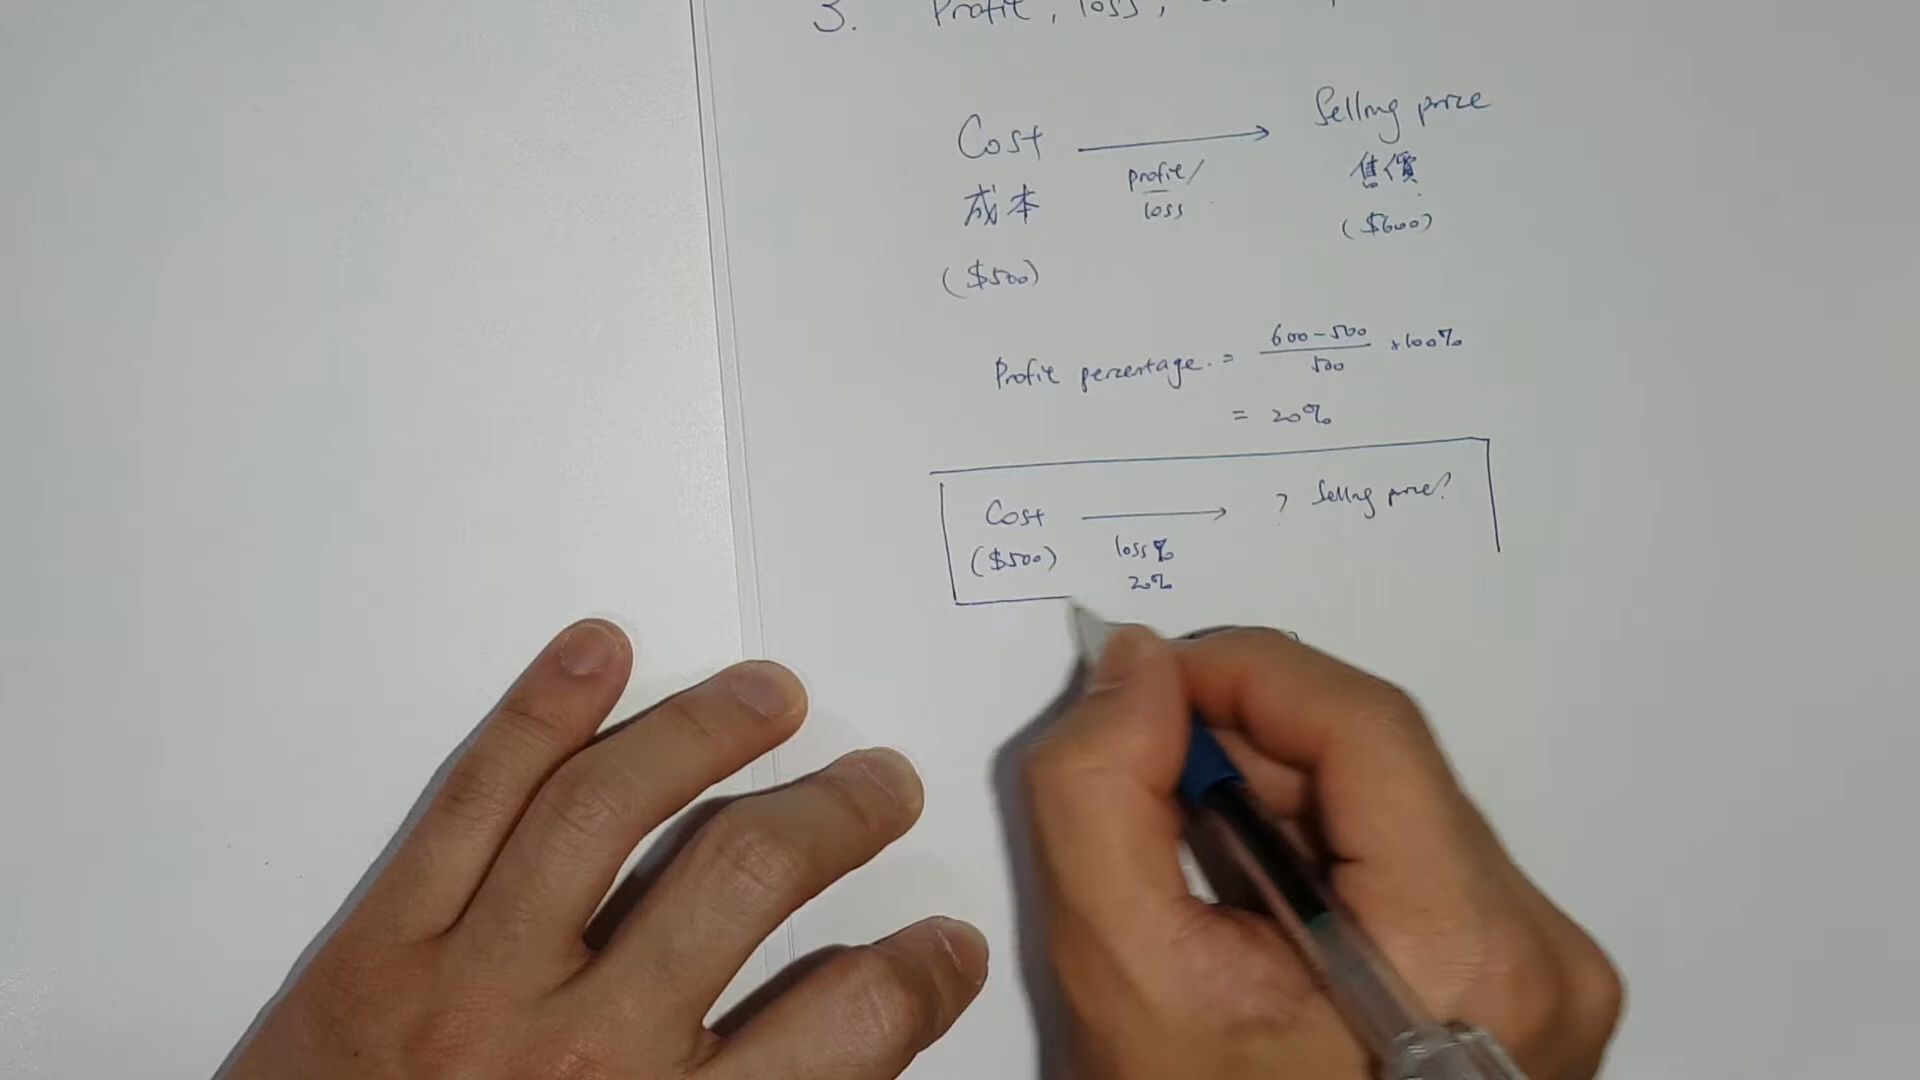 3. Profit, loss,
Cost → Selling price
profit/
loss
成本
售價
($600)
($500)
Profit percentage. = 600-500 / 500 ×100%
= 20%
Cost → ? Selling price?
($500) loss%
20%